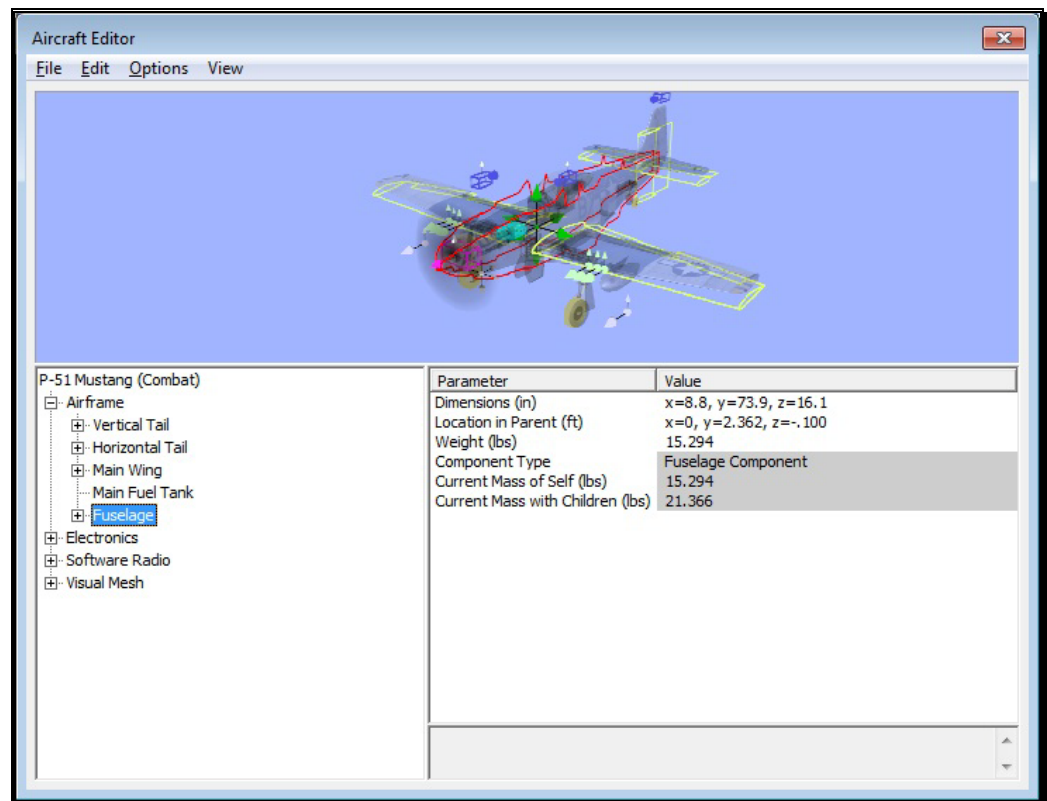 Aircraft Editor
File Edit Options View
P-51 Mustang (Combat)
Airframe
Vertical Tail
Horizontal Tail
Main Wing
Main Fuel Tank
Fuselage
Electronics
Software Radio
Visual Mesh
Parameter Value
Dimensions (in) x=8.8, y=73.9, z=16.1
Location in Parent (ft) x=0, y=2.362, z=-.100
Weight (lbs) 15.294
Component Type Fuselage Component
Current Mass of Self (lbs) 15.294
Current Mass with Children (lbs) 21.366